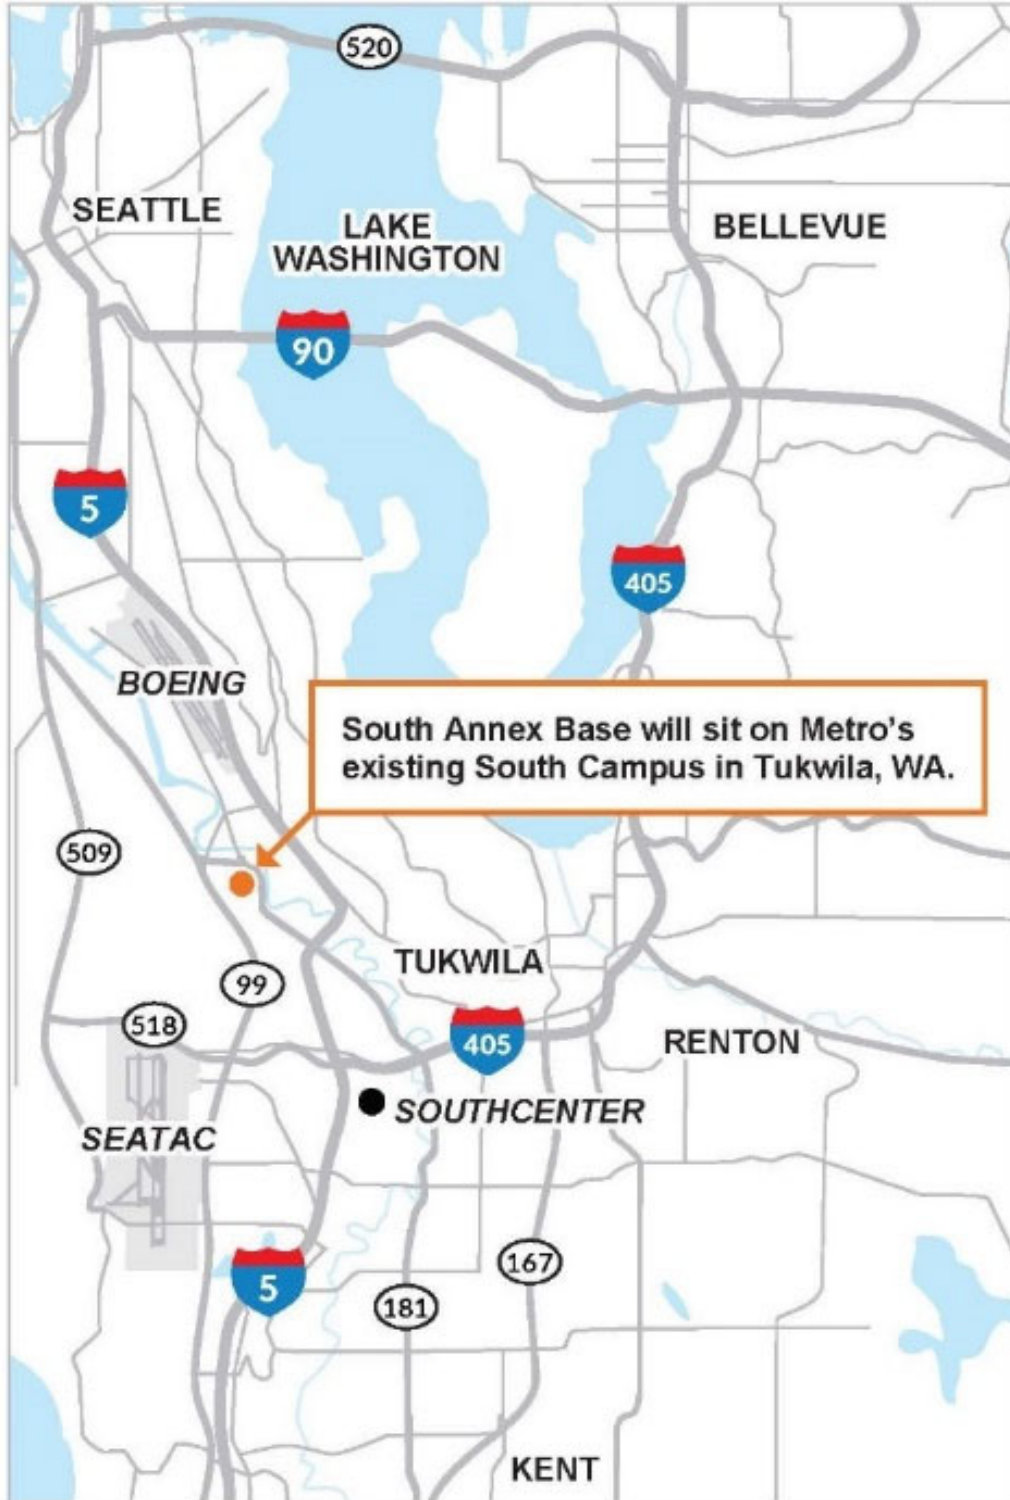 520
SEATTLE
LAKE
WASHINGTON
BELLEVUE
90
5
405
BOEING
South Annex Base will sit on Metro's
existing South Campus in Tukwila, WA.
509
TUKWILA
99
518
405
RENTON
SOUTHCENTER
SEATAC
5
167
181
KENT